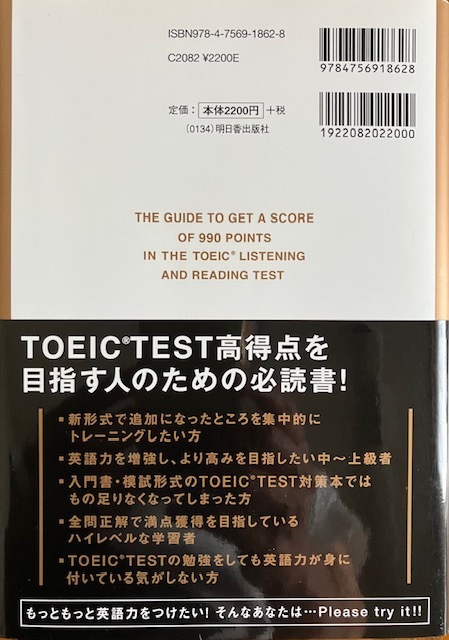 ISBN978-4-7569-1862-8
C2082 ¥2200E
9784756918628
定価：本体2200円＋税
(0134)明日香出版社
1922082022000
THE GUIDE TO GET A SCORE
OF 990 POINTS
IN THE TOEIC® LISTENING
AND READING TEST
TOEIC®TEST高得点を
目指す人のための必読書！
▪新形式で追加になったところを集中的に
トレーニングしたい方
▪英語力を増強し、より高みを目指したい中〜上級者
▪入門書・模試形式のTOEIC®TEST対策本では
もの足りなくなってしまった方
▪全問正解で満点獲得を目指している
ハイレベルな学習者
▪TOEIC®TESTの勉強をしても英語力が身に
付いている気がしない方
もっともっと英語力をつけたい！そんなあなたは…Please try it!!